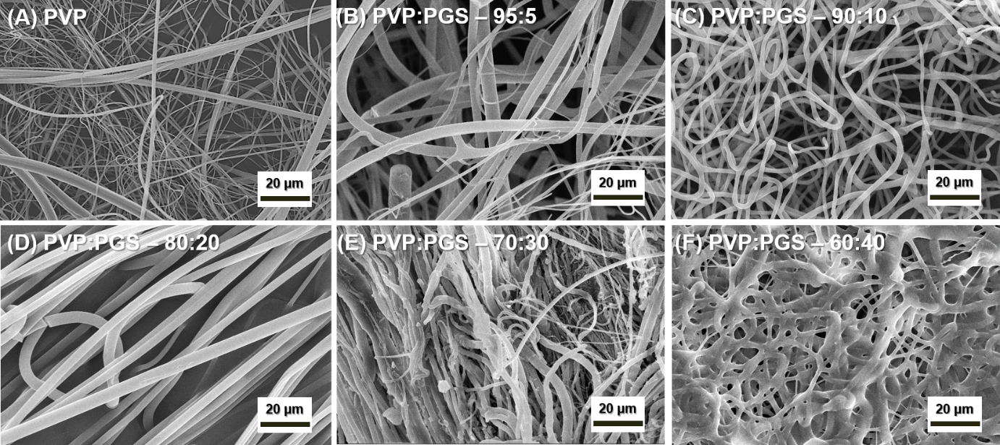 (A) PVP
(B) PVP:PGS – 95:5
(C) PVP:PGS – 90:10
20 µm
20 µm
20 µm
(D) PVP:PGS – 80:20
(E) PVP:PGS – 70:30
(F) PVP:PGS – 60:40
20 µm
20 µm
20 µm